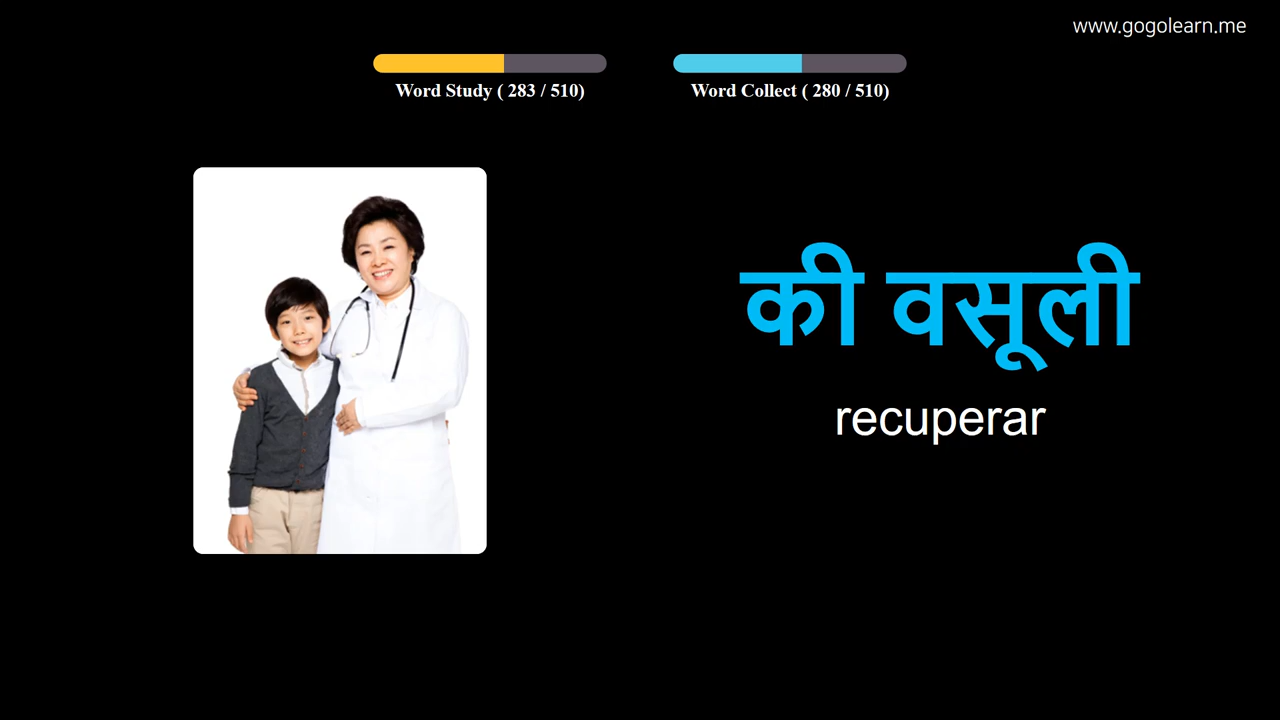 www.gogolearn.me
Word Study ( 283 / 510)
Word Collect ( 280 / 510)
की वसूली
recuperar